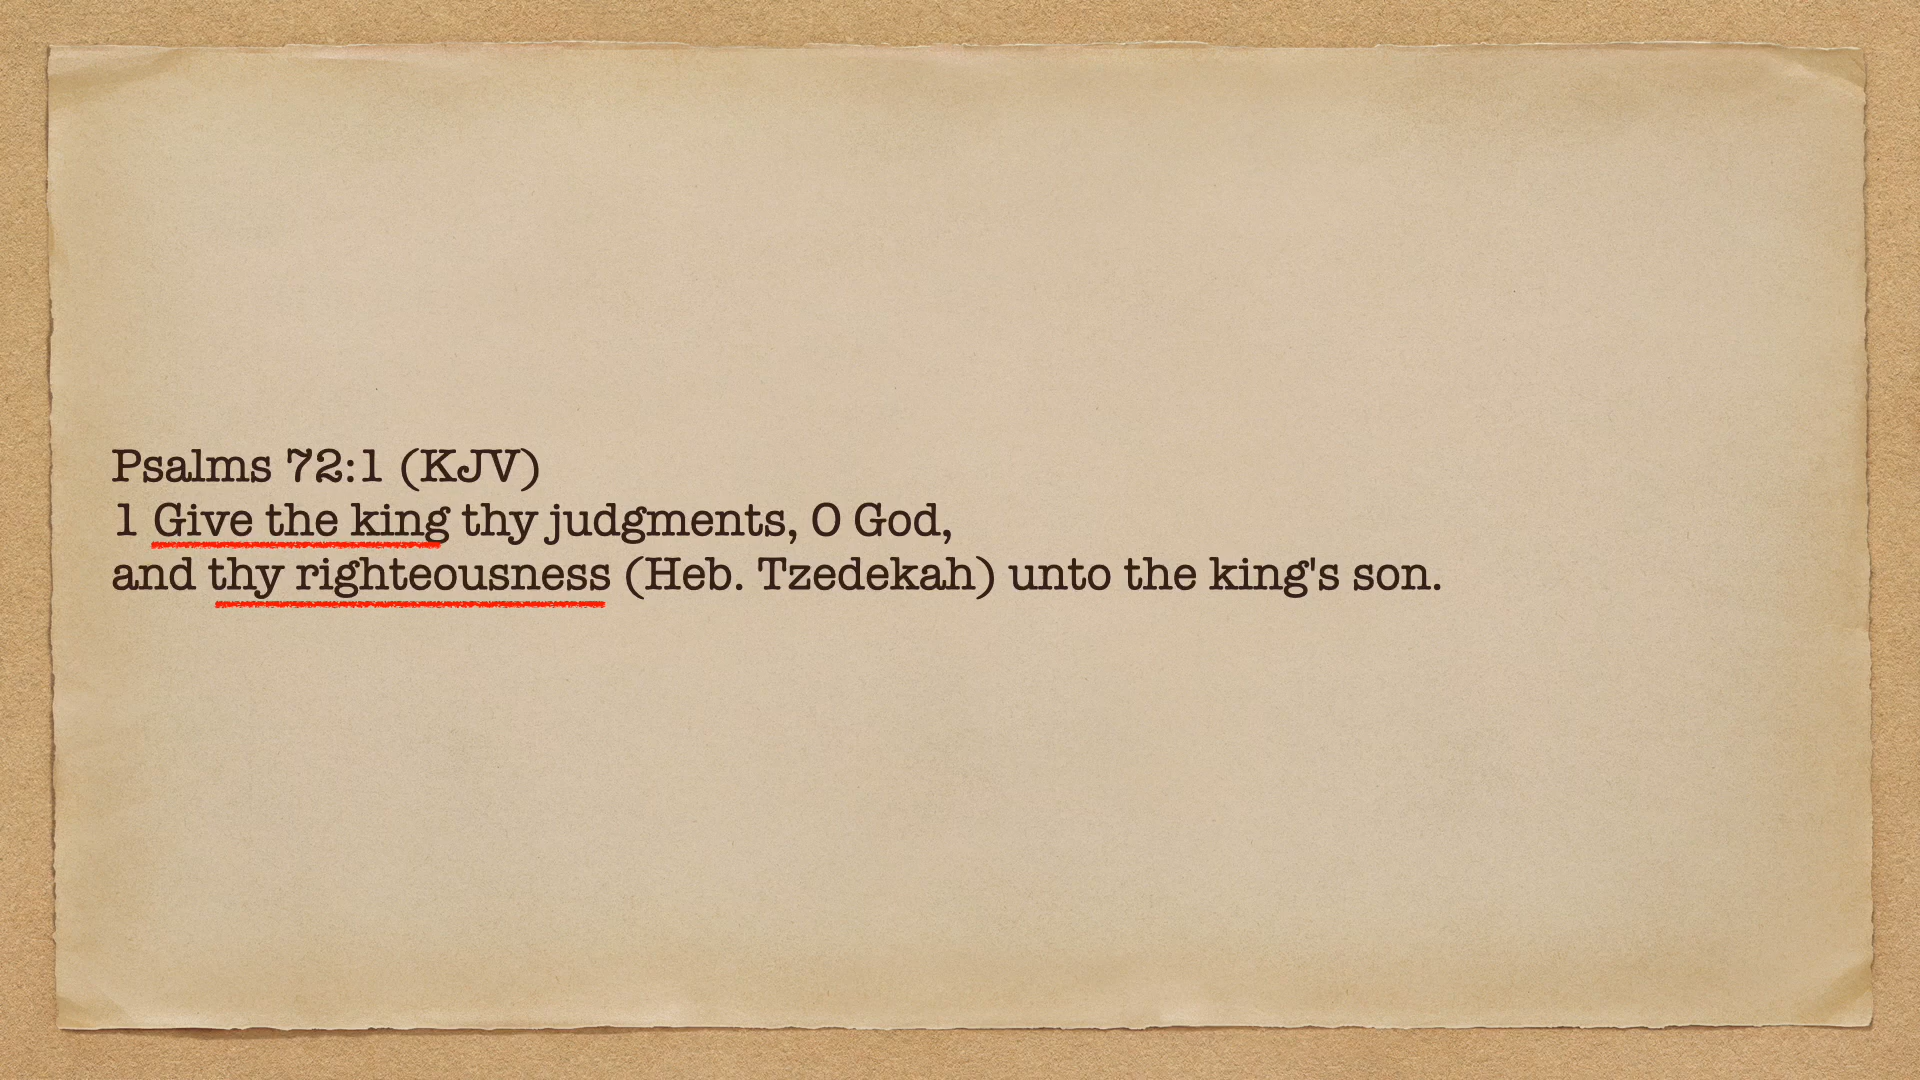 Psalms 72:1 (KJV)
1 Give the king thy judgments, O God,
and thy righteousness (Heb. Tzedekah) unto the king's son.